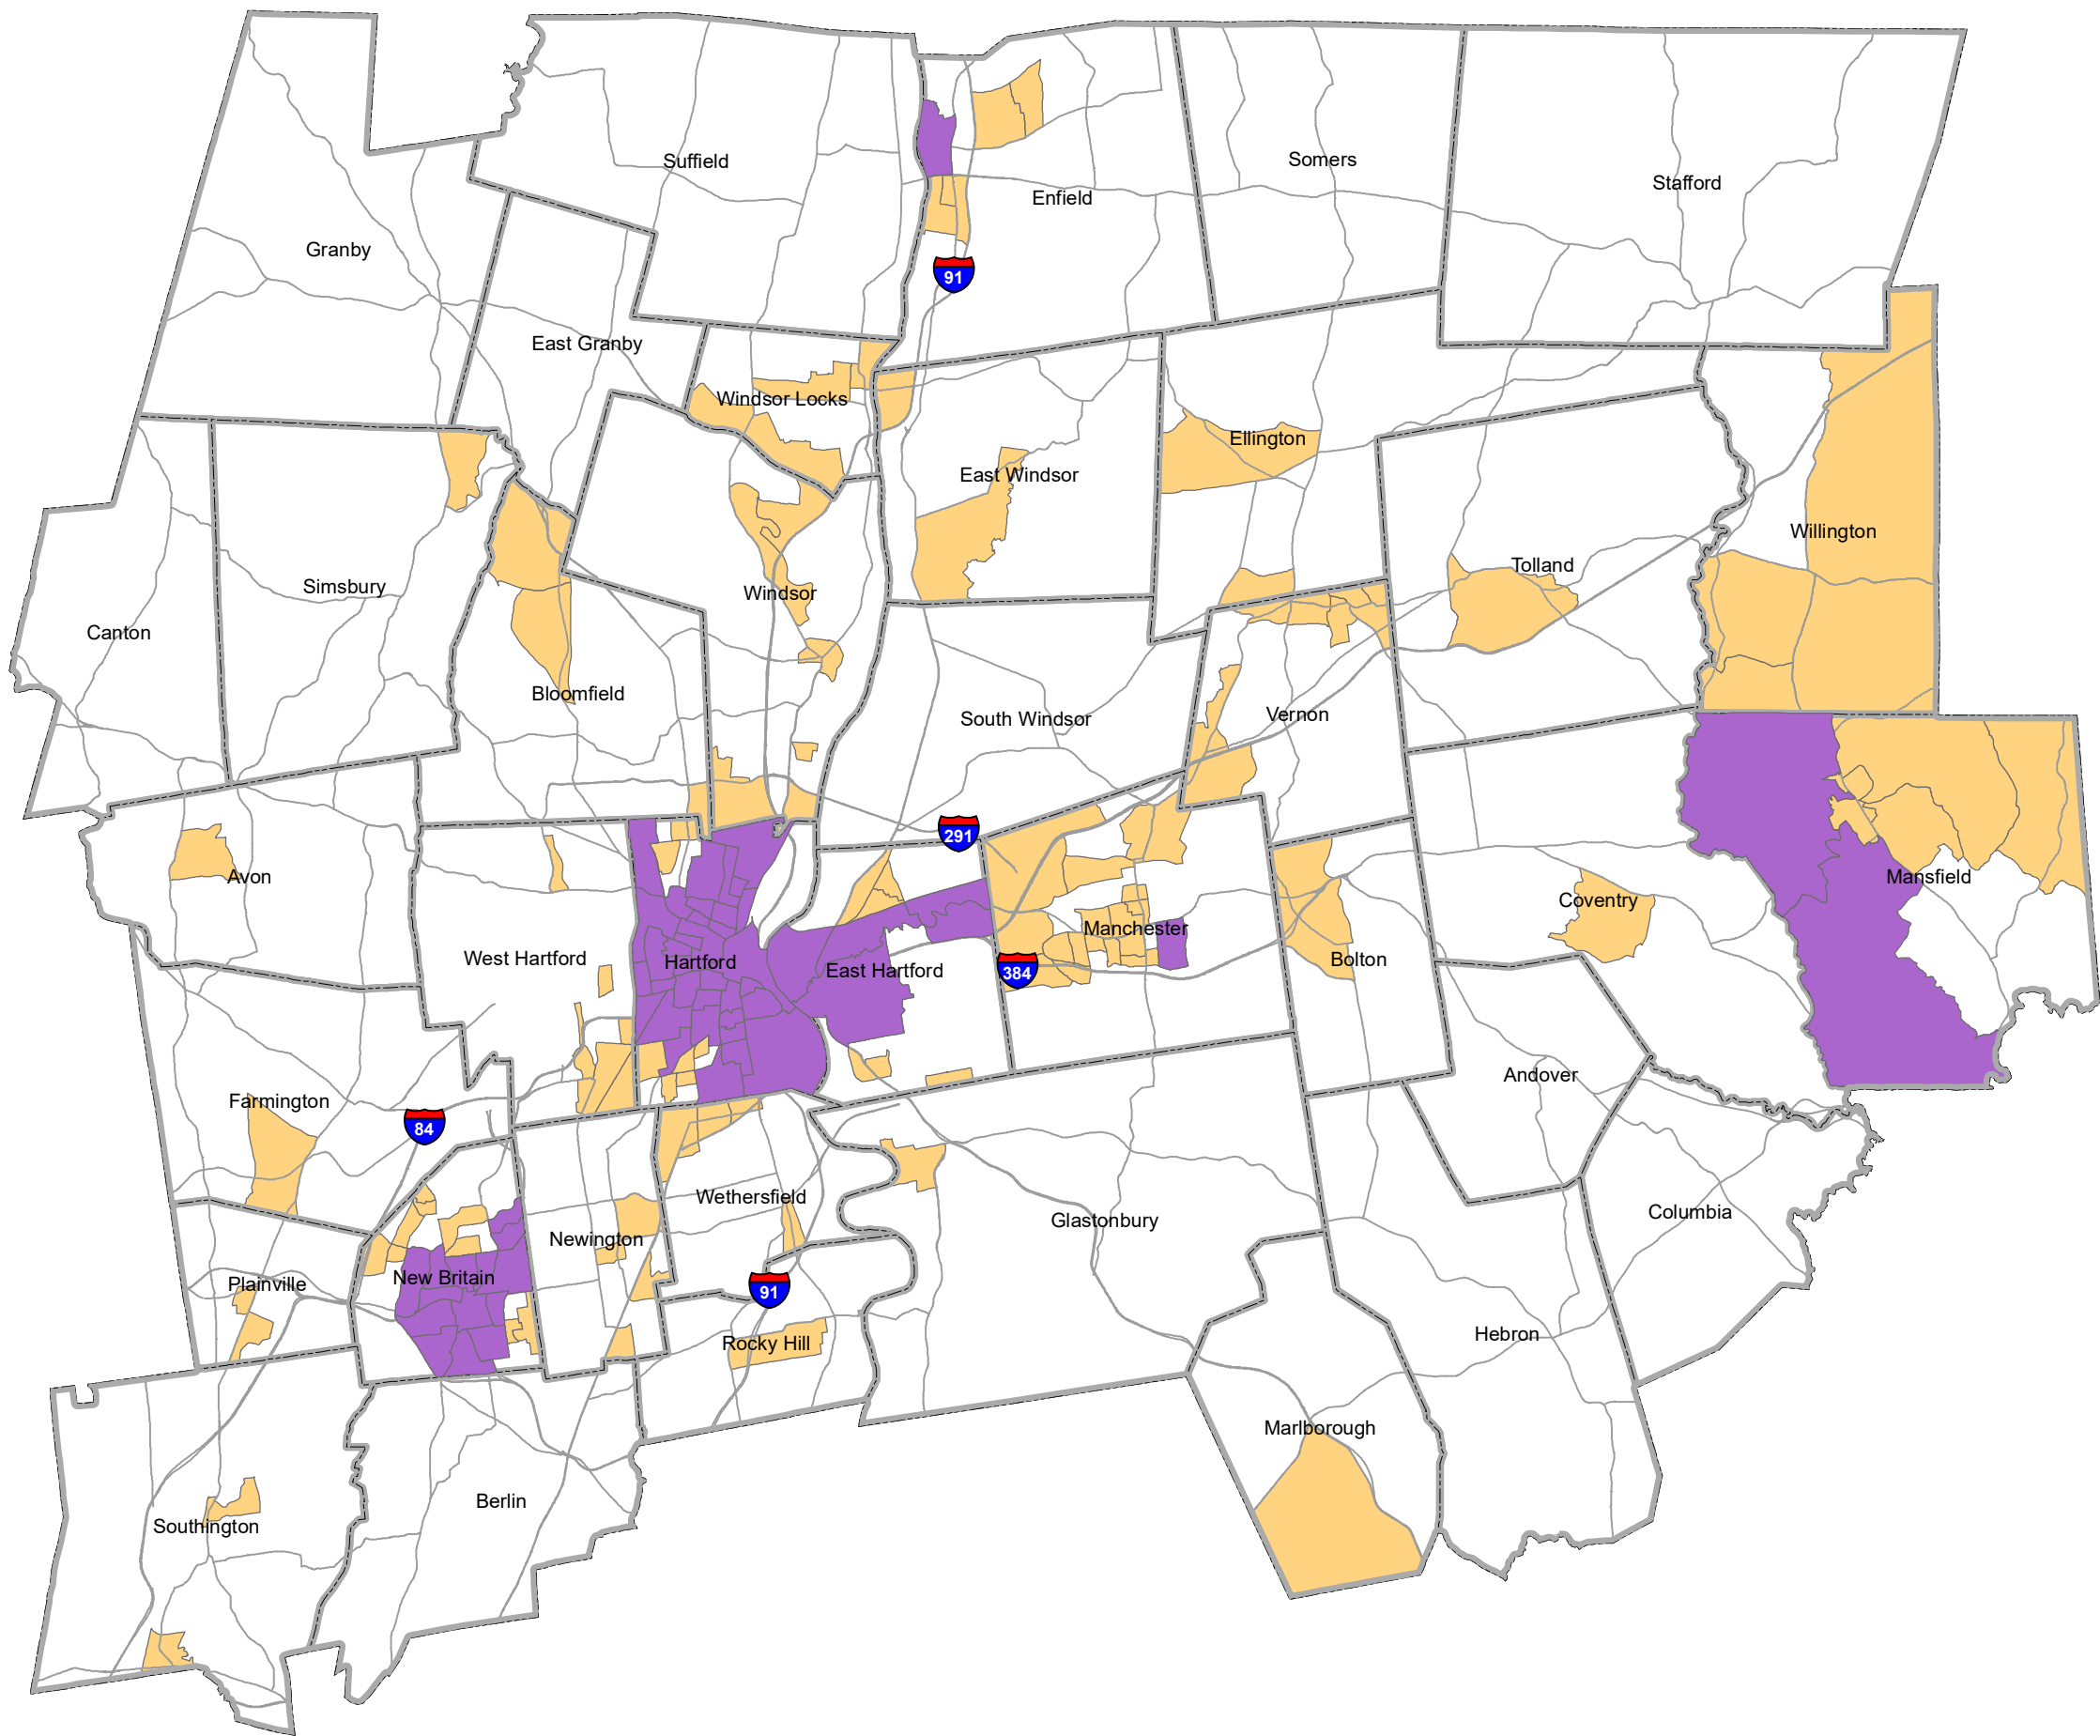 Suffield
Somers
Stafford
Enfield
Granby
91
East Granby
Windsor Locks
Ellington
East Windsor
Willington
Tolland
Simsbury
Windsor
Canton
Bloomfield
South Windsor
Vernon
291
Avon
Mansfield
Coventry
Manchester
West Hartford
Hartford
East Hartford
384
Bolton
Andover
Farmington
84
Wethersfield
Columbia
Glastonbury
Newington
New Britain
Plainville
91
Hebron
Rocky Hill
Marlborough
Berlin
Southington